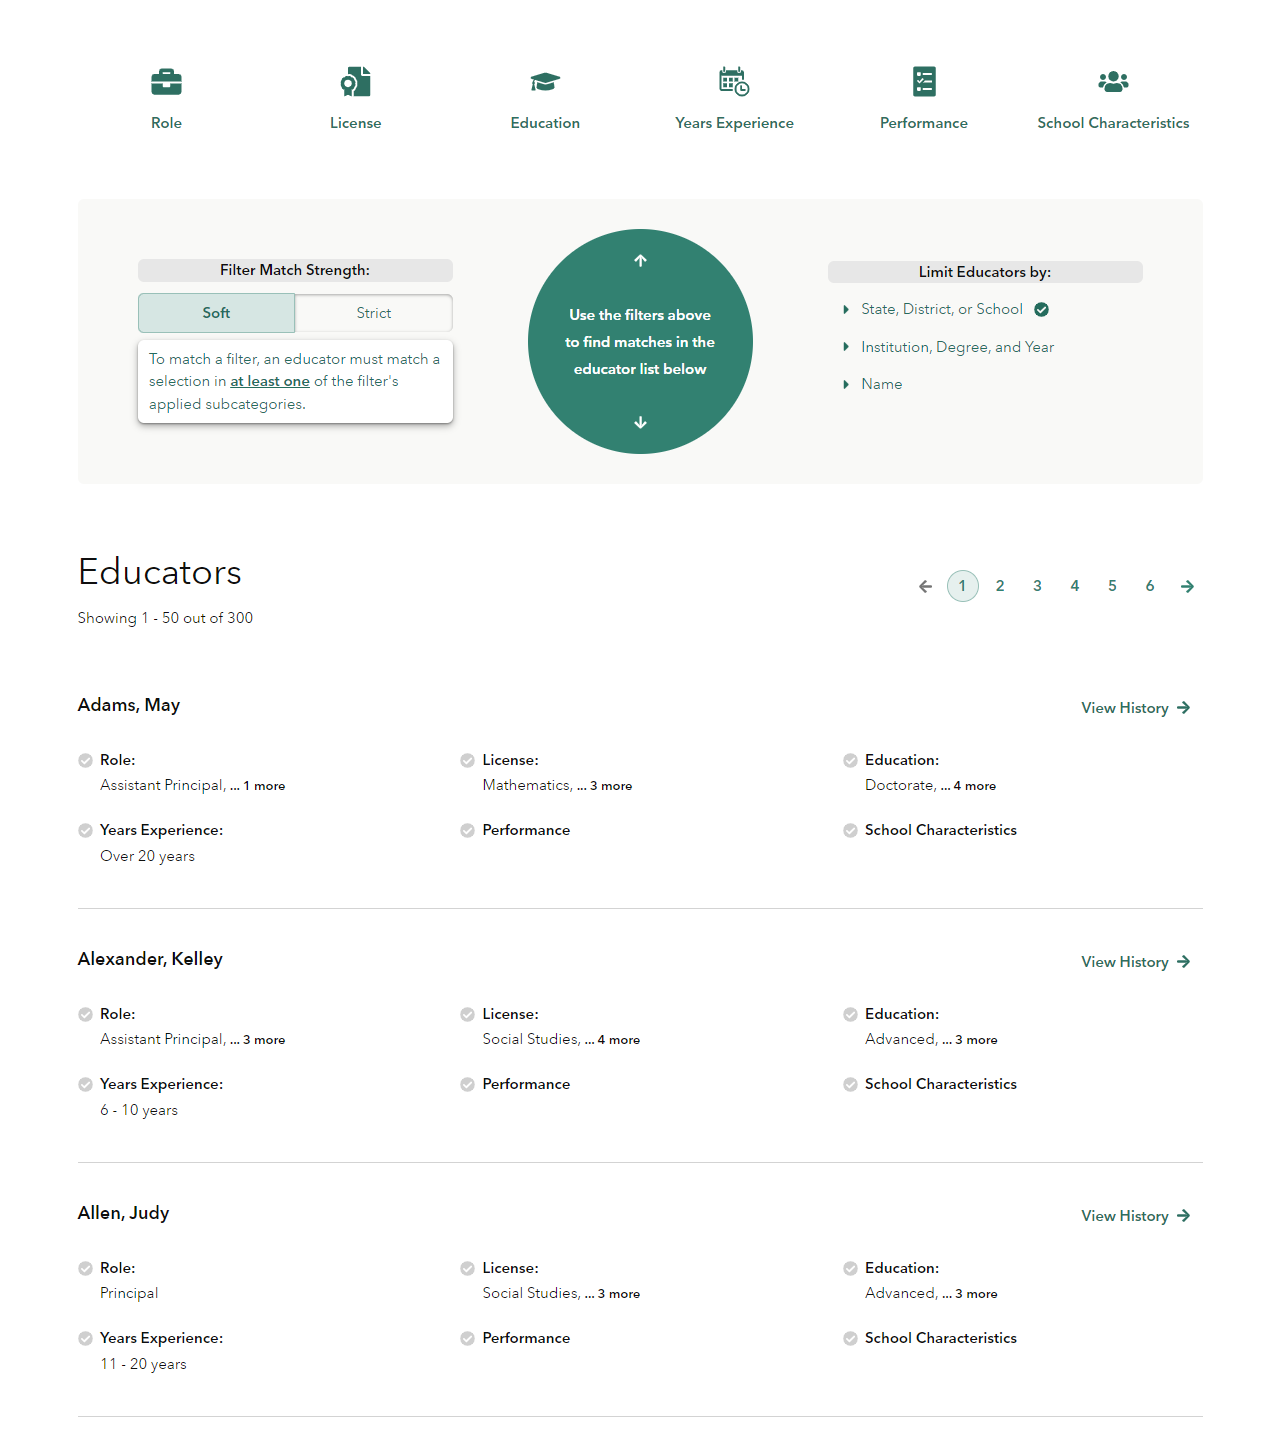 Role
License
Education
Years Experience
Performance
School Characteristics
Filter Match Strength:
Soft
Strict
To match a filter, an educator must match a
selection in at least one of the filter's
applied subcategories.
Use the filters above
to find matches in the
educator list below
Limit Educators by:
State, District, or School
Institution, Degree, and Year
Name
Educators
Showing 1 - 50 out of 300
1 2 3 4 5 6
Adams, May
View History
Role:
Assistant Principal, ... 1 more
License:
Mathematics, ... 3 more
Education:
Doctorate, ... 4 more
Years Experience:
Over 20 years
Performance
School Characteristics
Alexander, Kelley
View History
Role:
Assistant Principal, ... 3 more
License:
Social Studies, ... 4 more
Education:
Advanced, ... 3 more
Years Experience:
6 - 10 years
Performance
School Characteristics
Allen, Judy
View History
Role:
Principal
License:
Social Studies, ... 3 more
Education:
Advanced, ... 3 more
Years Experience:
11 - 20 years
Performance
School Characteristics